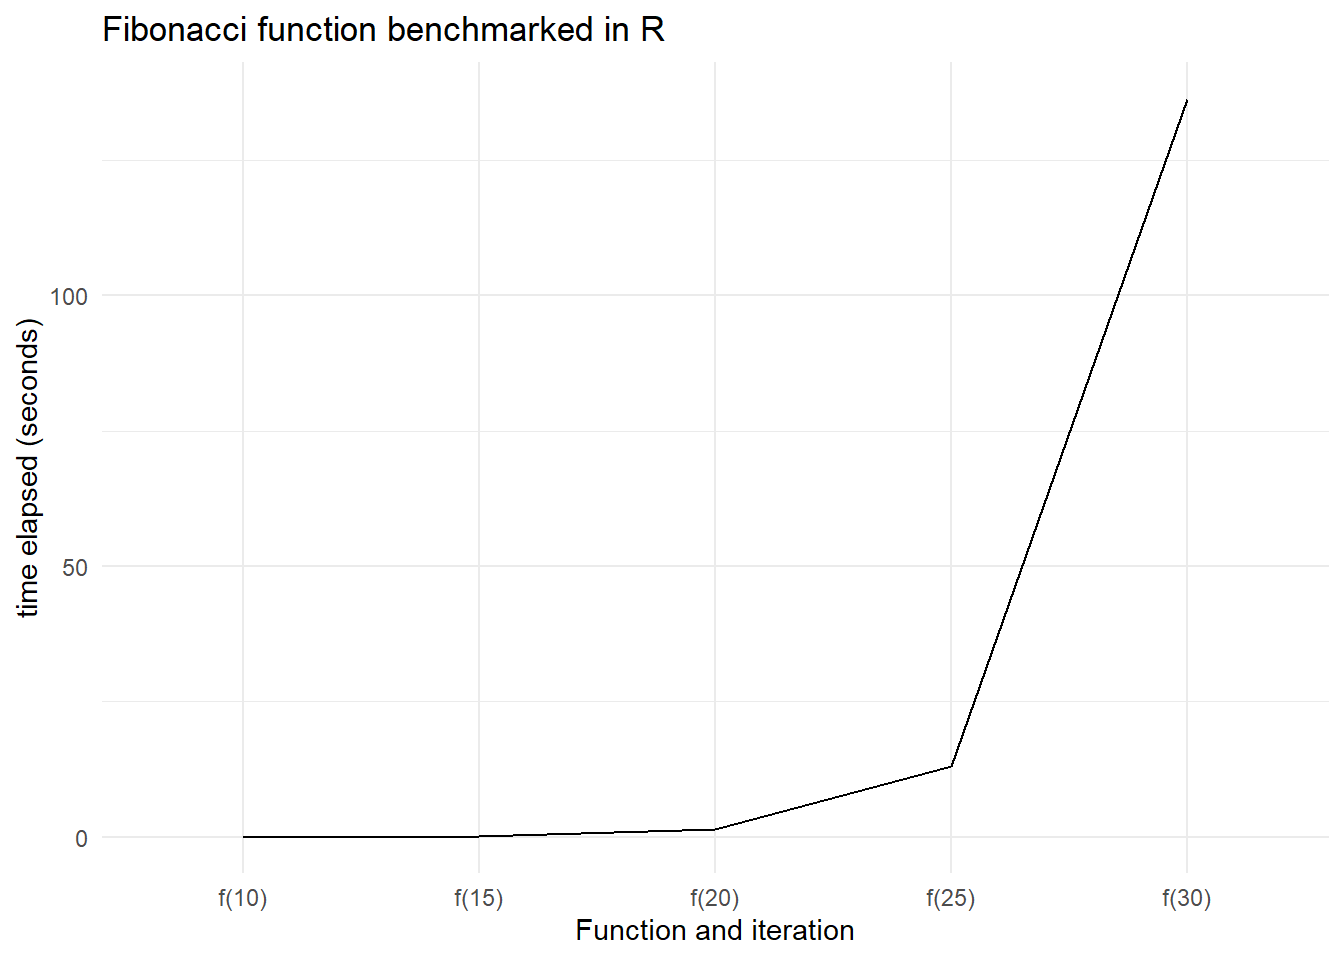 Fibonacci function benchmarked in R
time elapsed (seconds)
100
50
0
f(10) f(15) f(20) f(25) f(30)
Function and iteration